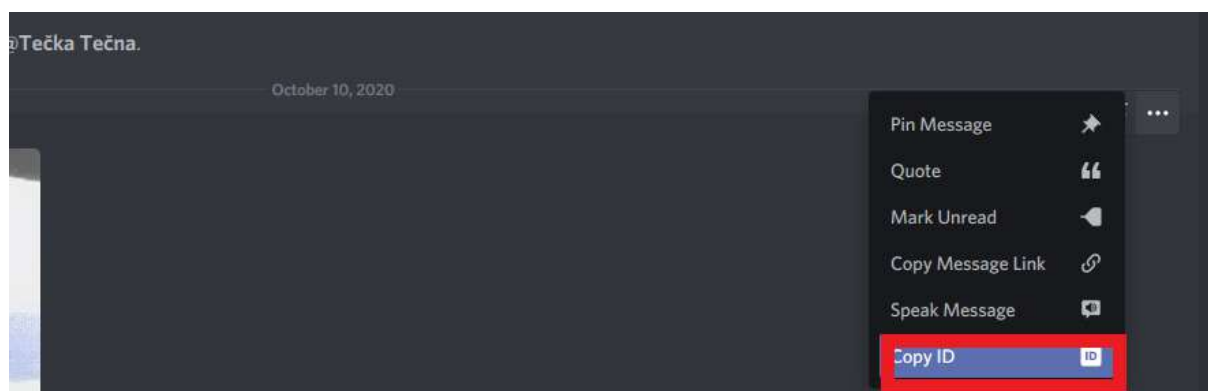 @Tečka Tečna.
October 10, 2020
Pin Message
Quote
Mark Unread
Copy Message Link
Speak Message
Copy ID
ID